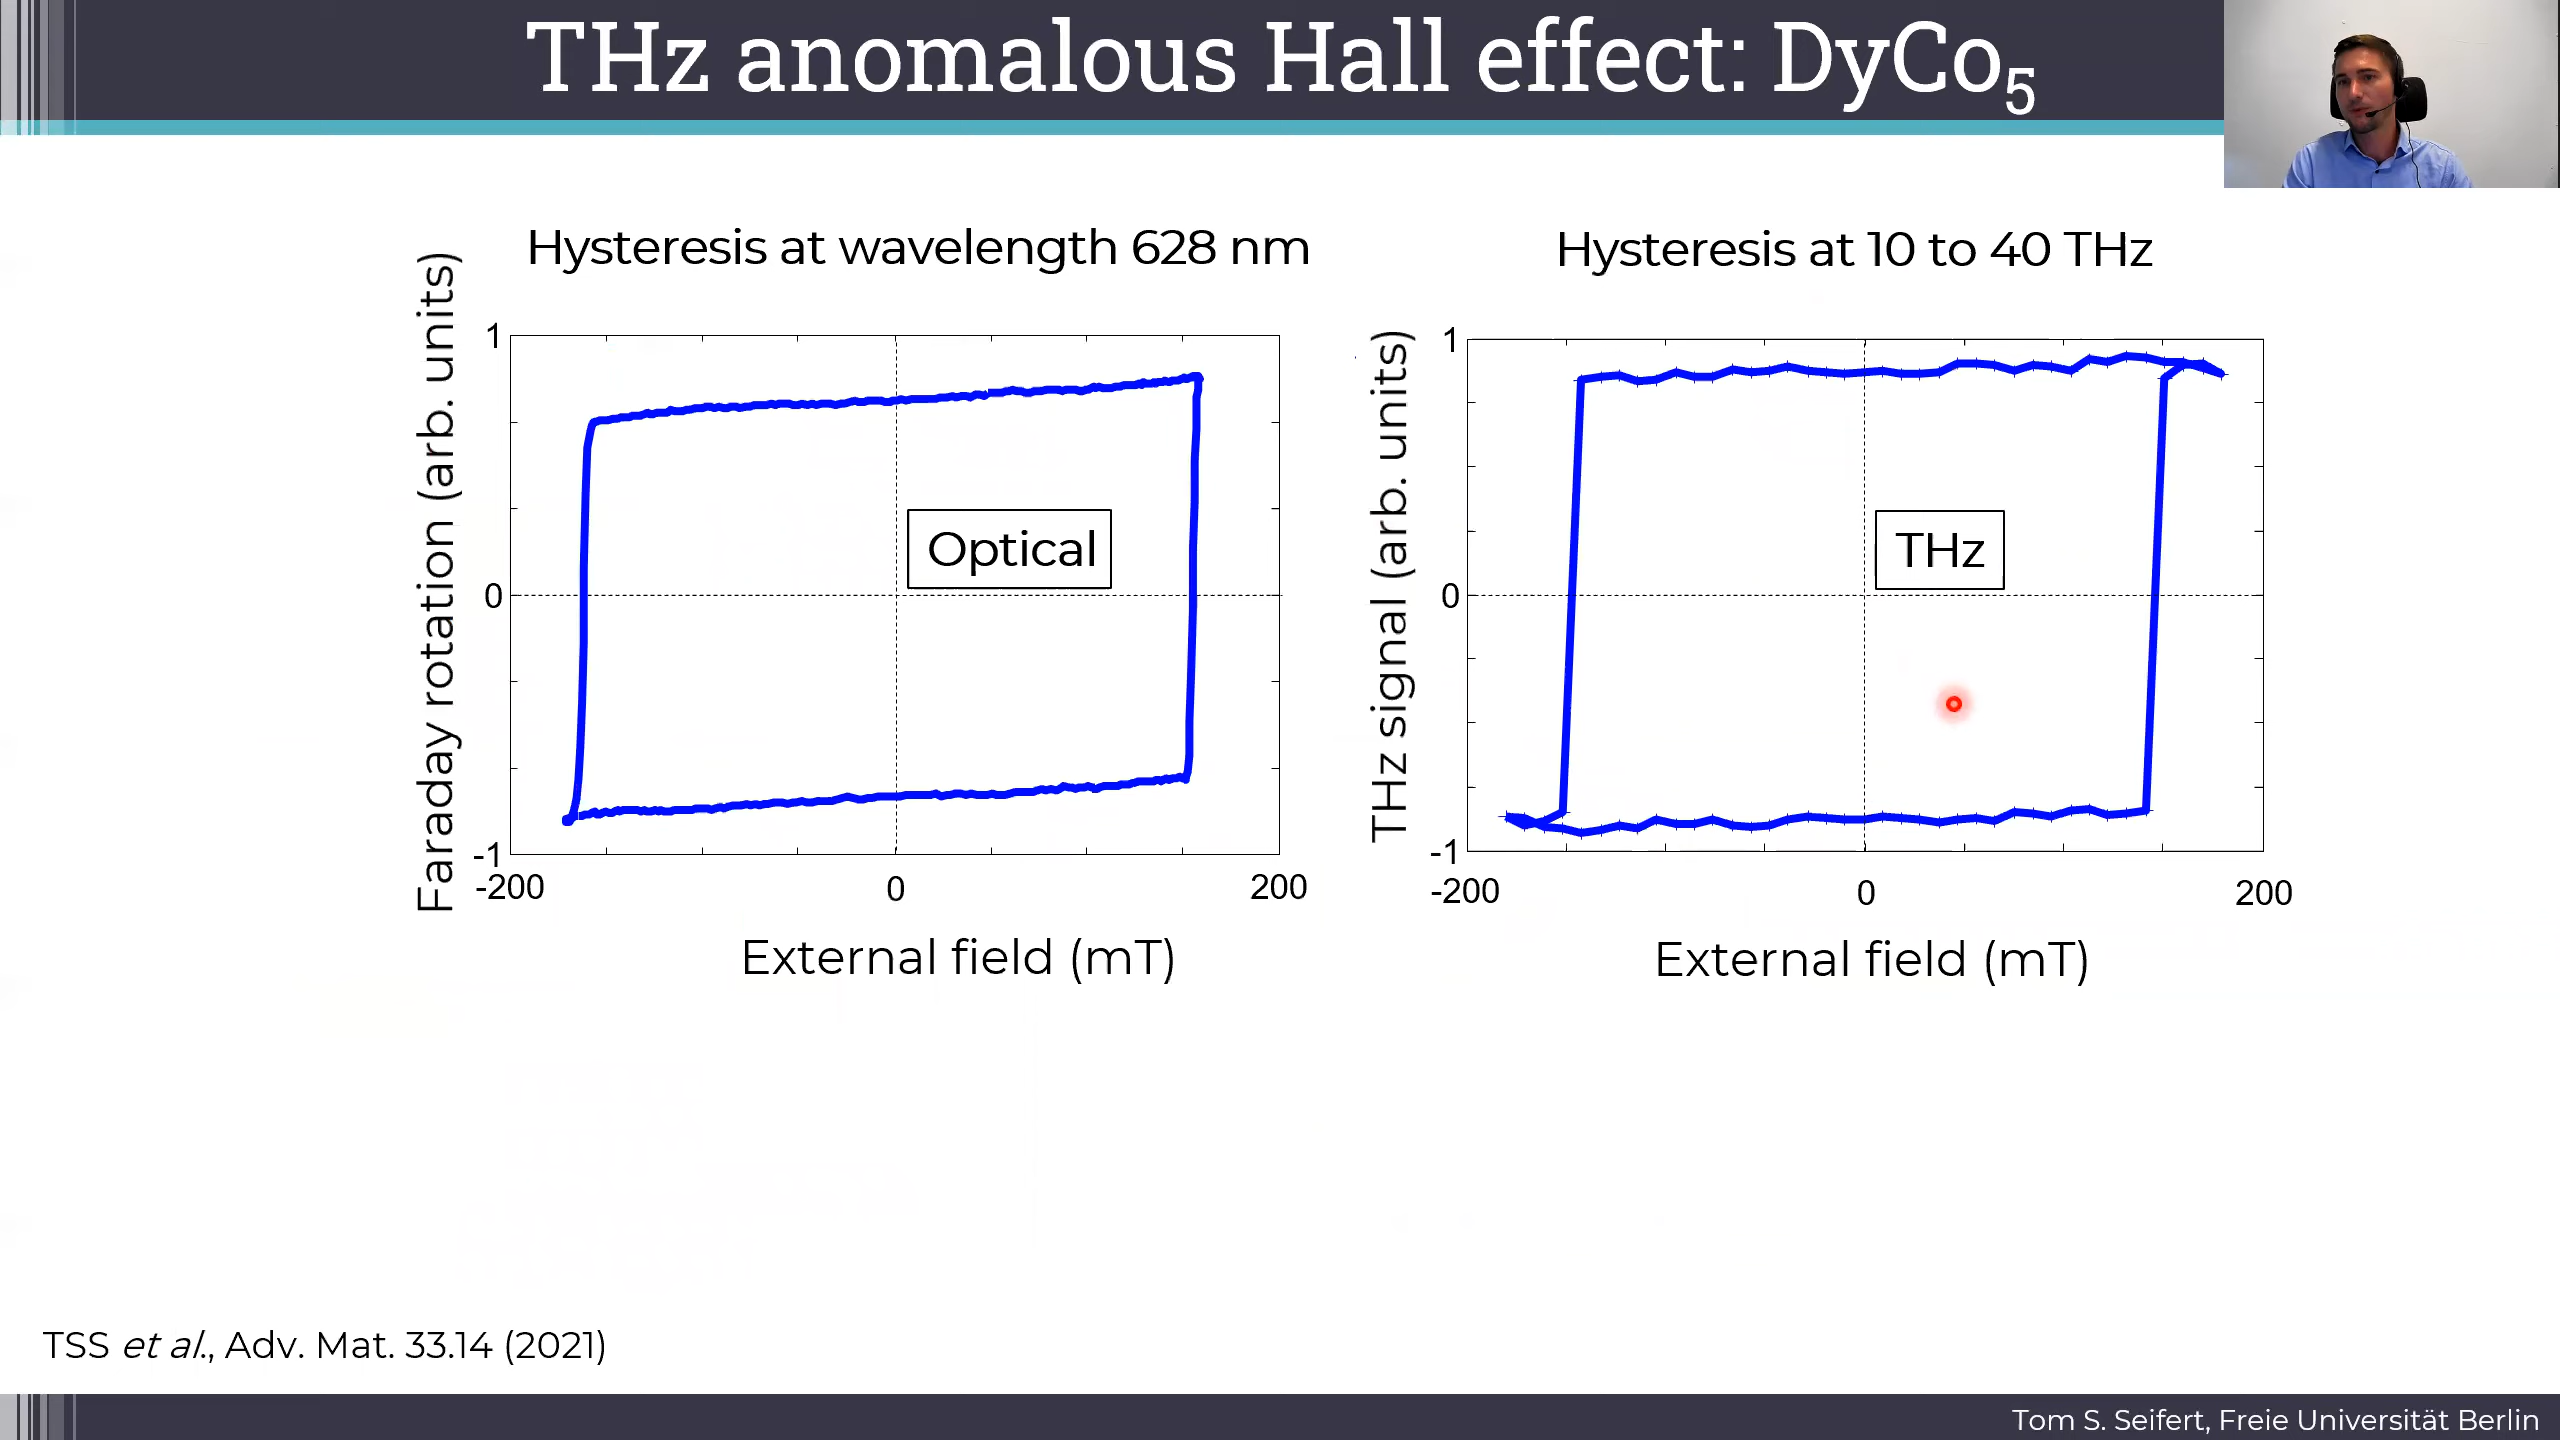 THz anomalous Hall effect: DyCo₅
Hysteresis at wavelength 628 nm
Faraday rotation (arb. units)
1
0
-1
Optical
-200
0
200
External field (mT)
Hysteresis at 10 to 40 THz
THz signal (arb. units)
1
0
-1
THz
-200
0
200
External field (mT)
TSS et al., Adv. Mat. 33.14 (2021)
Tom S. Seifert, Freie Universität Berlin